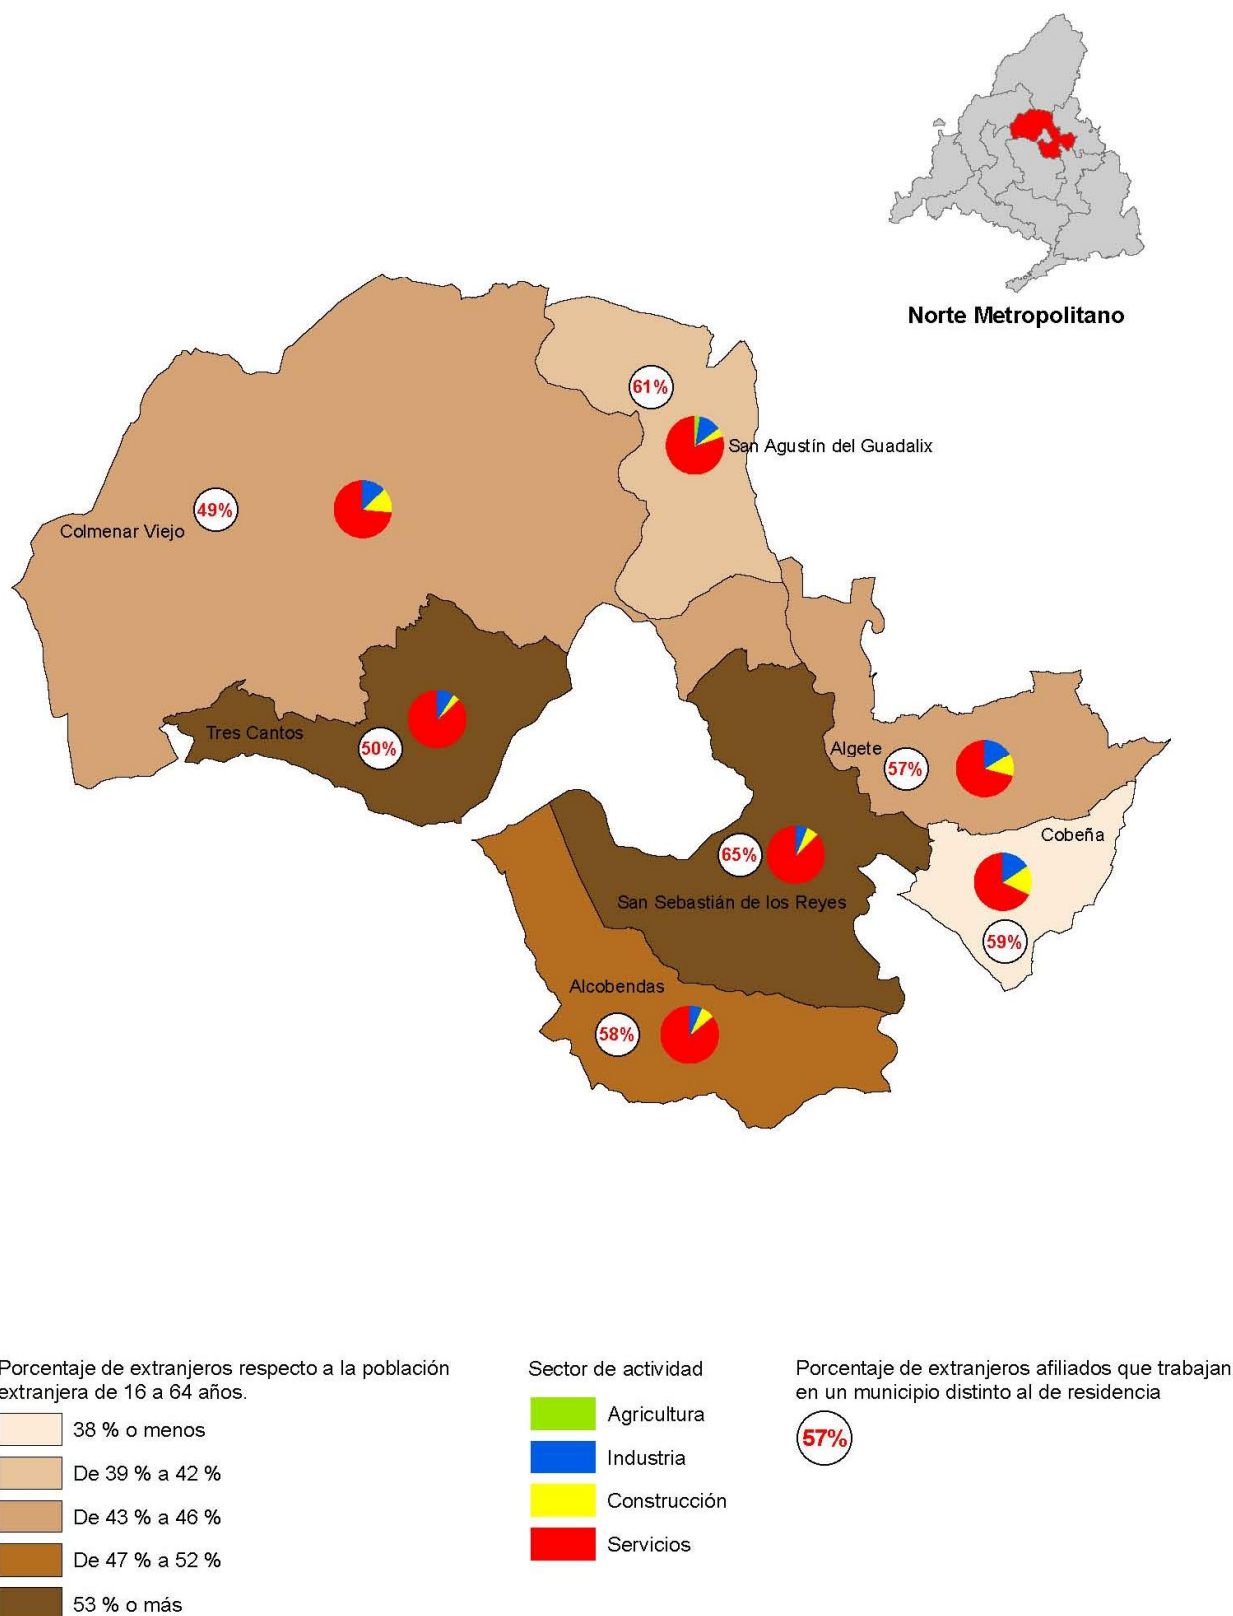 Norte Metropolitano
61%
San Agustín del Guadalix
49%
Colmenar Viejo
Tres Cantos
50%
Algete
57%
Cobeña
65%
San Sebastián de los Reyes
59%
Alcobendas
58%
Porcentaje de extranjeros respecto a la población
extranjera de 16 a 64 años.
38 % o menos
De 39 % a 42 %
De 43 % a 46 %
De 47 % a 52 %
53 % o más
Sector de actividad
Agricultura
Industria
Construcción
Servicios
Porcentaje de extranjeros afiliados que trabajan
en un municipio distinto al de residencia
57%